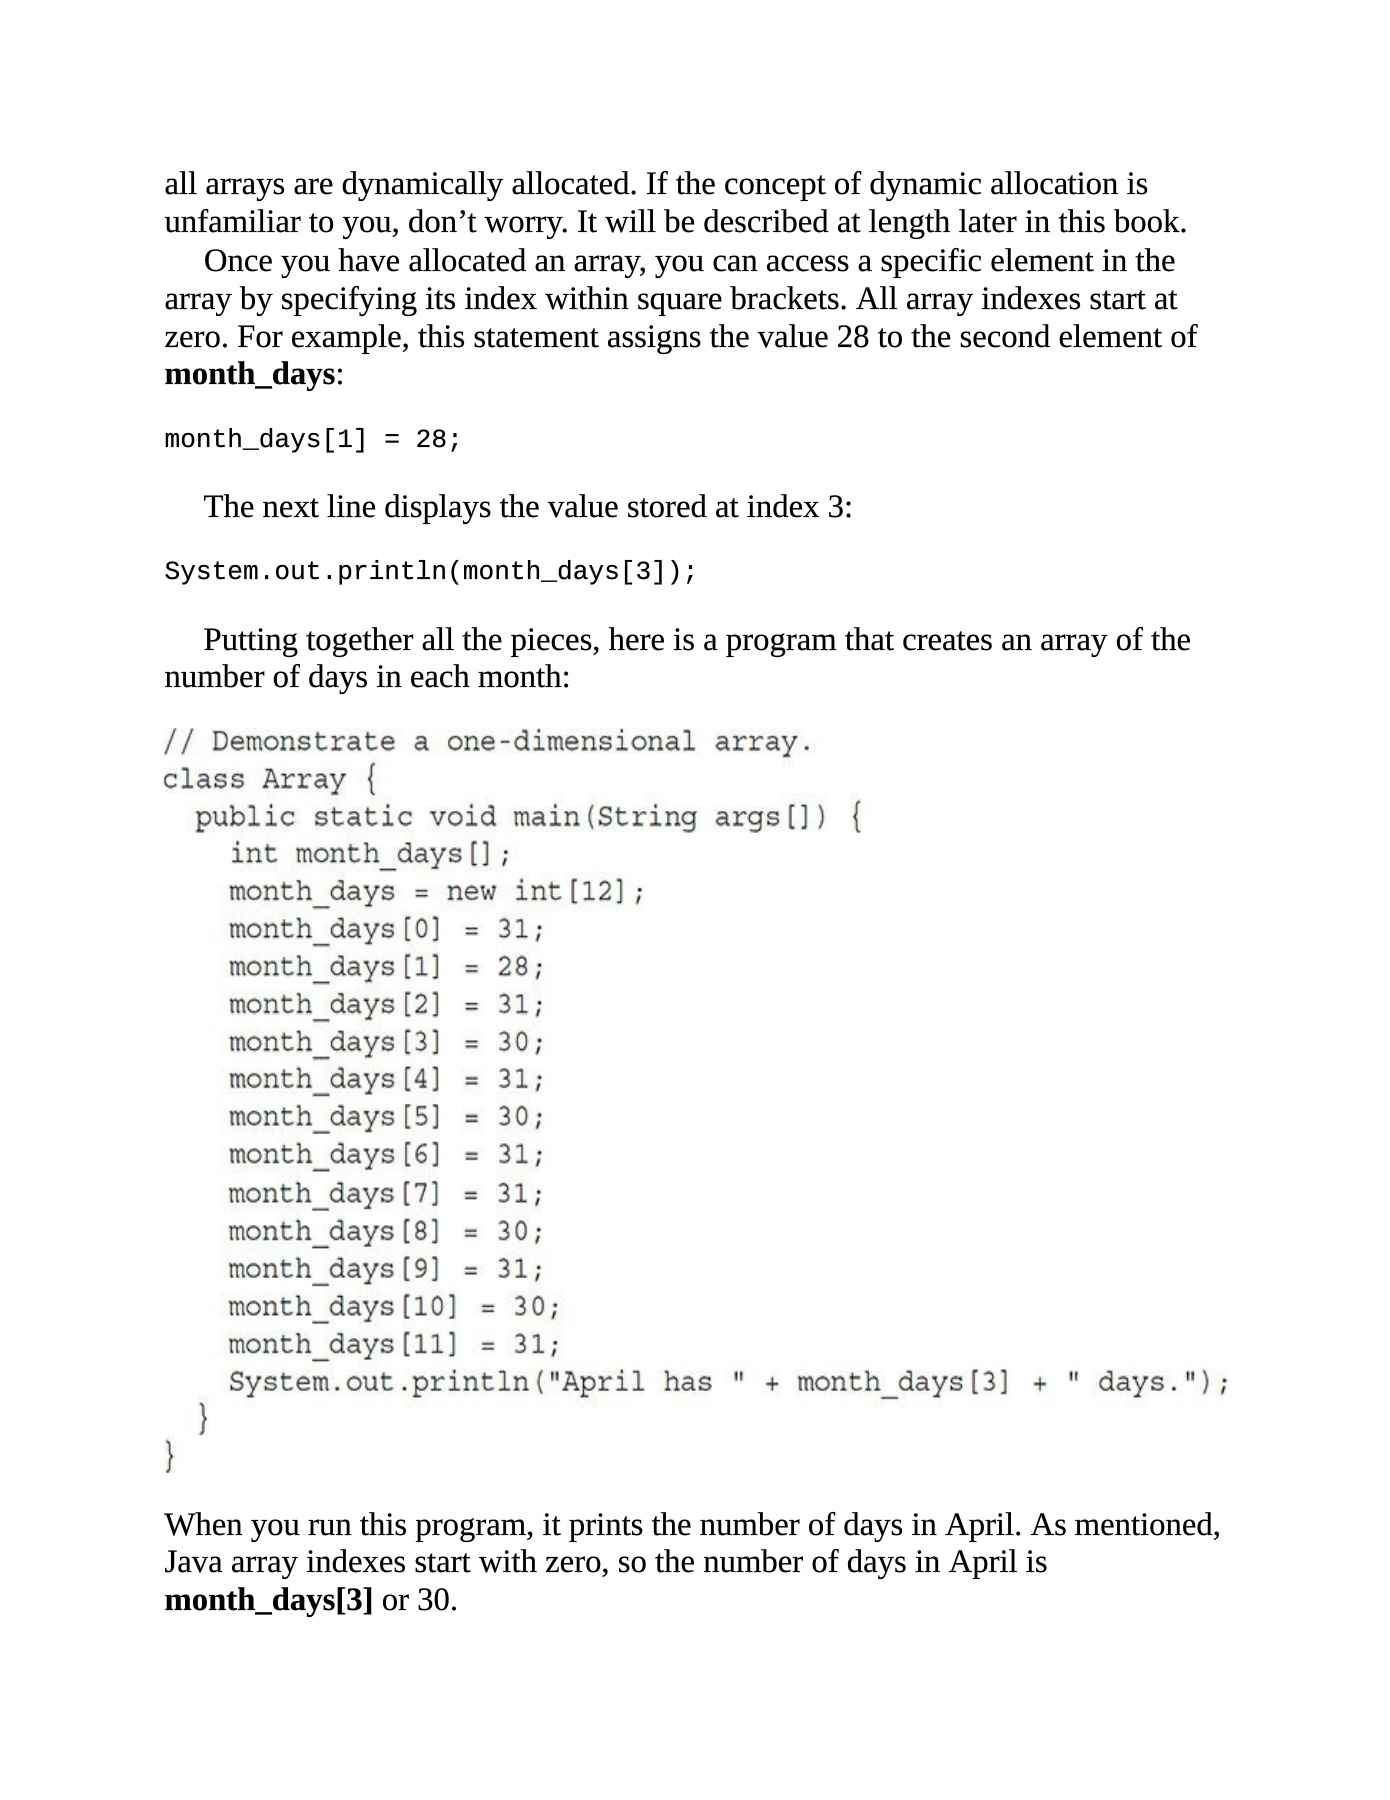 all arrays are dynamically allocated. If the concept of dynamic allocation is
unfamiliar to you, don’t worry. It will be described at length later in this book.
Once you have allocated an array, you can access a specific element in the
array by specifying its index within square brackets. All array indexes start at
zero. For example, this statement assigns the value 28 to the second element of
month_days:
month_days[1] = 28;
The next line displays the value stored at index 3:
System.out.println(month_days[3]);
Putting together all the pieces, here is a program that creates an array of the
number of days in each month:
// Demonstrate a one-dimensional array.
class Array {
  public static void main(String args[]) {
    int month_days[];
    month_days = new int[12];
    month_days[0] = 31;
    month_days[1] = 28;
    month_days[2] = 31;
    month_days[3] = 30;
    month_days[4] = 31;
    month_days[5] = 30;
    month_days[6] = 31;
    month_days[7] = 31;
    month_days[8] = 30;
    month_days[9] = 31;
    month_days[10] = 30;
    month_days[11] = 31;
    System.out.println("April has " + month_days[3] + " days.");
  }
}
When you run this program, it prints the number of days in April. As mentioned,
Java array indexes start with zero, so the number of days in April is
month_days[3] or 30.